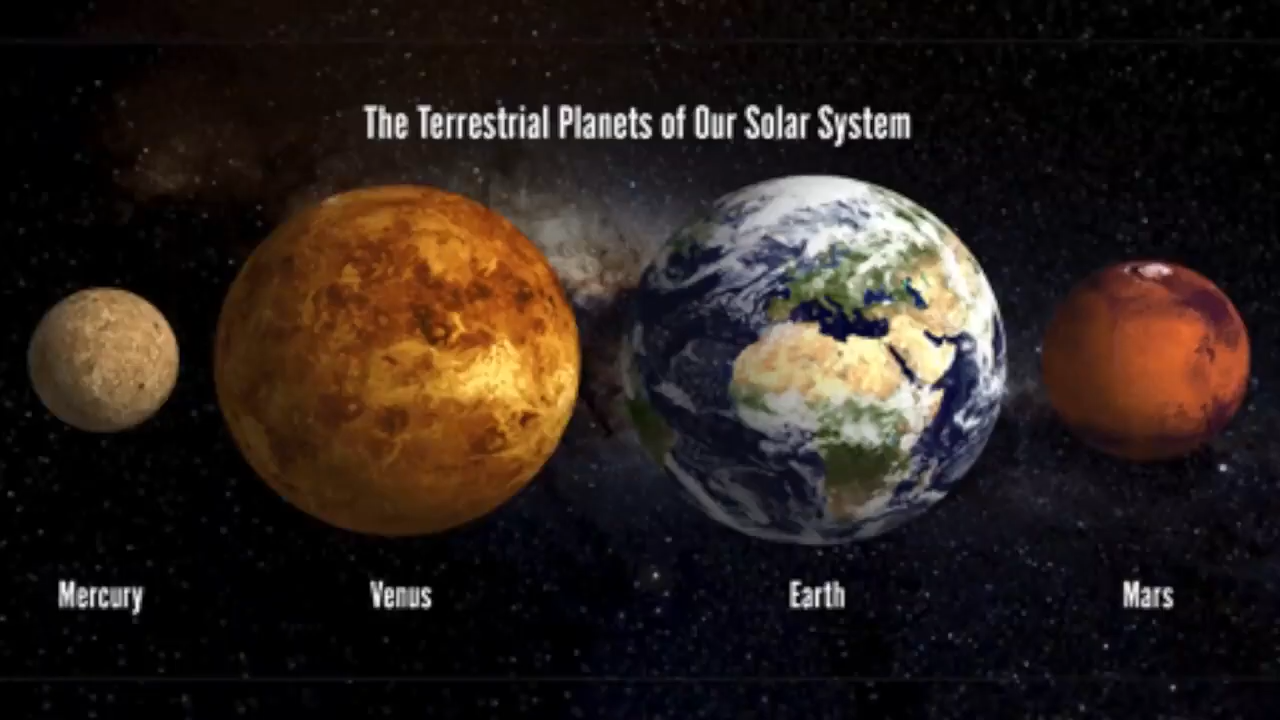 The Terrestrial Planets of Our Solar System
Mercury
Venus
Earth
Mars